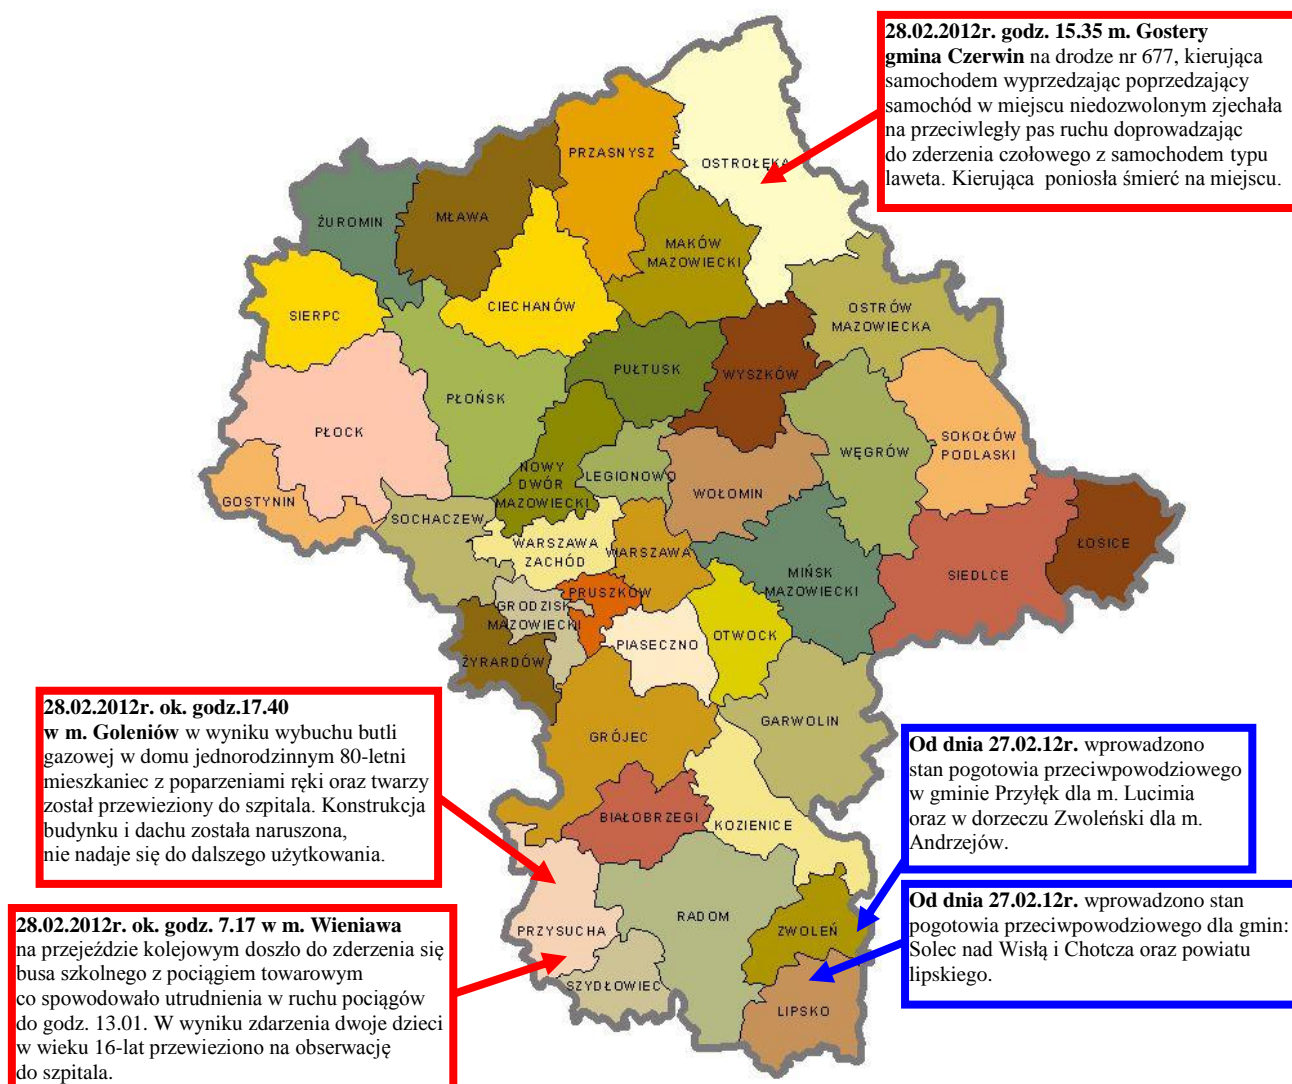 28.02.2012r. godz. 15.35 m. Gostery
gmina Czerwin na drodze nr 677, kierująca
samochodem wyprzedzając poprzedzający
samochód w miejscu niedozwolonym zjechała
na przeciwległy pas ruchu doprowadzając
do zderzenia czołowego z samochodem typu
laweta. Kierująca  poniosła śmierć na miejscu.
PRZASNYSZ
OSTROŁĘKA
ŻUROMIN
MŁAWA
MAKÓW
MAZOWIECKI
SIERPC
CIECHANÓW
OSTRÓW
MAZOWIECKA
PŁOŃSK
PUŁTUSK
WYSZKÓW
PŁOCK
WĘGRÓW
SOKOŁÓW
PODLASKI
GOSTYNIN
NOWY
DWÓR
MAZOWIECKI
LEGIONOWO
WOŁOMIN
SOCHACZEW
WARSZAWA
ZACHÓD
WARSZAWA
MIŃSK
MAZOWIECKI
SIEDLCE
ŁOSICE
PRUSZKÓW
GRODZISK
MAZOWIECKI
PIASECZNO
OTWOCK
ŻYRARDÓW
GARWOLIN
GRÓJEC
BIAŁOBRZEGI
KOZIENICE
PRZYSUCHA
RADOM
ZWOLEŃ
SZYDŁOWIEC
LIPSKO
28.02.2012r. ok. godz.17.40
w m. Goleniów w wyniku wybuchu butli
gazowej w domu jednorodzinnym 80-letni
mieszkaniec z poparzeniami ręki oraz twarzy
został przewieziony do szpitala. Konstrukcja
budynku i dachu została naruszona,
nie nadaje się do dalszego użytkowania.
Od dnia 27.02.12r. wprowadzono
stan pogotowia przeciwpowodziowego
w gminie Przyłęk dla m. Lucimia
oraz w dorzeczu Zwoleński dla m.
Andrzejów.
28.02.2012r. ok. godz. 7.17 w m. Wieniawa
na przejeździe kolejowym doszło do zderzenia się
busa szkolnego z pociągiem towarowym
co spowodowało utrudnienia w ruchu pociągów
do godz. 13.01. W wyniku zdarzenia dwoje dzieci
w wieku 16-lat przewieziono na obserwację
do szpitala.
Od dnia 27.02.12r. wprowadzono stan
pogotowia przeciwpowodziowego dla gmin:
Solec nad Wisłą i Chotcza oraz powiatu
lipskiego.